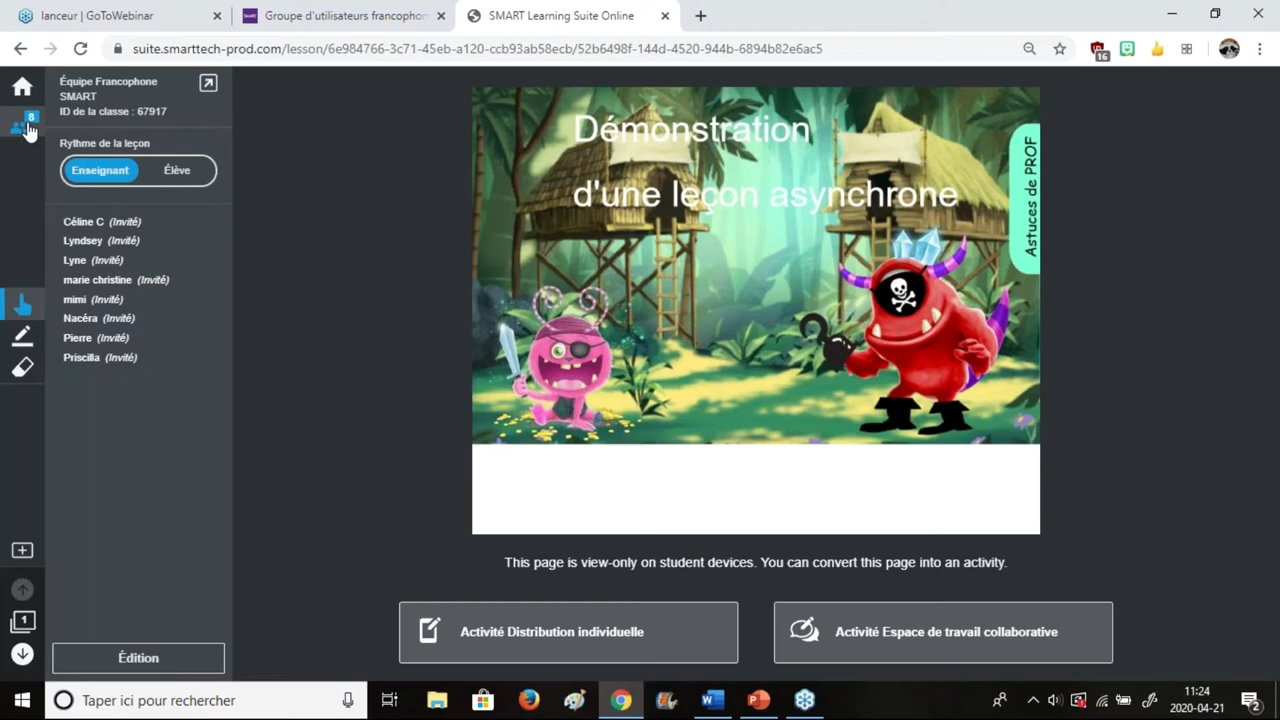 lanceur | GoToWebinar
Groupe d'utilisateurs francophon
SMART Learning Suite Online
suite.smarttech-prod.com/lesson/6e984766-3c71-45eb-a120-ccb93ab58ecb/52b6498f-144d-4520-944b-6894b82e6ac5
16
Équipe Francophone
SMART
ID de la classe : 67917
8
Rythme de la leçon
Enseignant
Élève
Céline C (Invité)
Lyndsey (Invité)
Lyne (Invité)
marie christine (Invité)
mimi (Invité)
Nacéra (Invité)
Pierre (Invité)
Priscilla (Invité)
Démonstration
d'une leçon asynchrone
Astuces de PROF
This page is view-only on student devices. You can convert this page into an activity.
Activité Distribution individuelle
Activité Espace de travail collaborative
1
Édition
Taper ici pour rechercher
11:24
2020-04-21
2